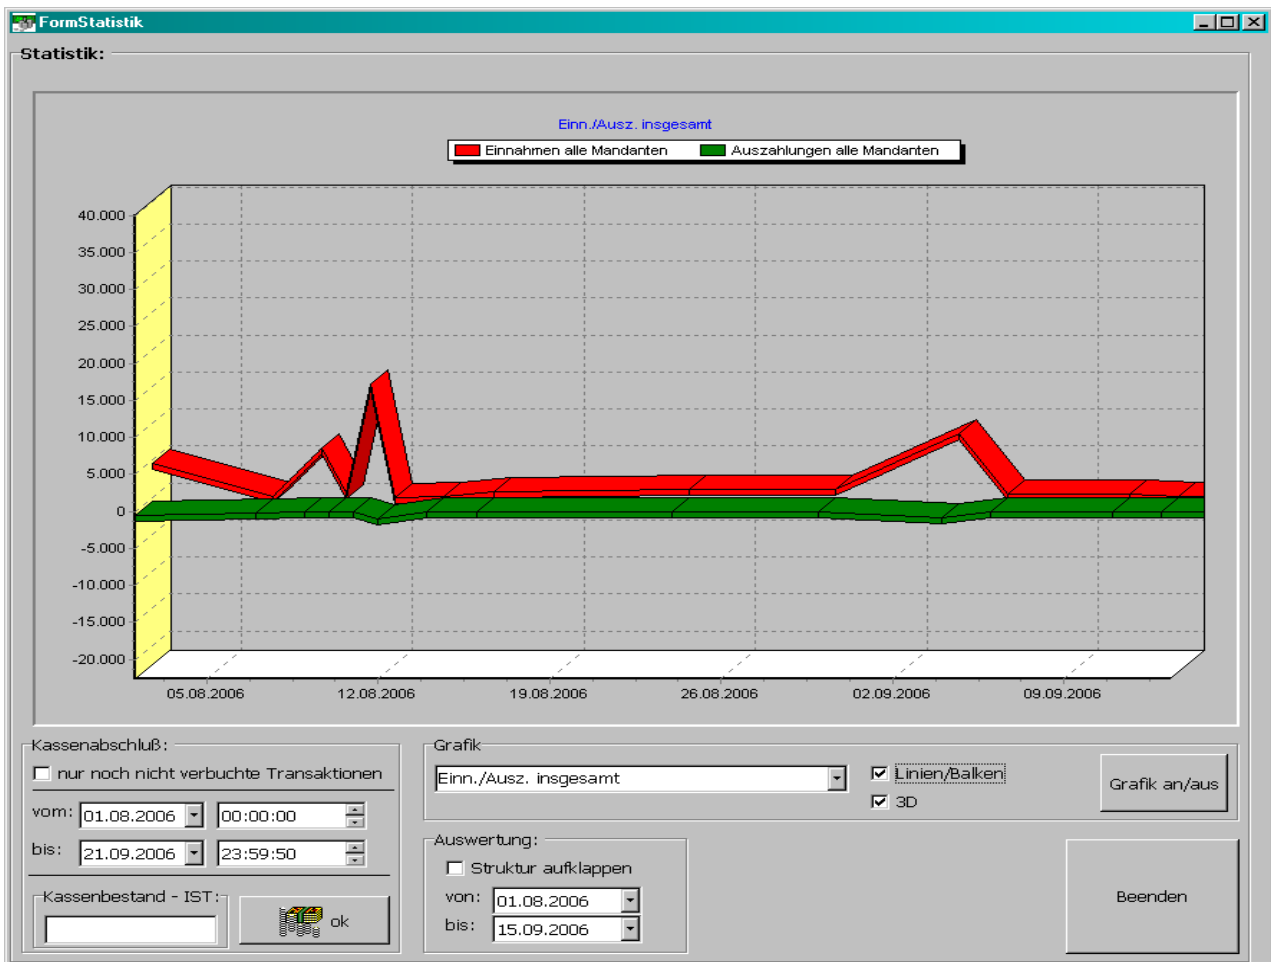 FormStatistik
Statistik:
Einn./Ausz. insgesamt
Einnahmen alle Mandanten
Auszahlungen alle Mandanten
40.000
35.000
30.000
25.000
20.000
15.000
10.000
5.000
0
-5.000
-10.000
-15.000
-20.000
05.08.2006 12.08.2006 19.08.2006 26.08.2006 02.09.2006 09.09.2006
Kassenabschluß:
nur noch nicht verbuchte Transaktionen
vom: 01.08.2006 00:00:00
bis: 21.09.2006 23:59:50
Kassenbestand - IST:
ok
Grafik
Einn./Ausz. insgesamt
Linien/Balken
3D
Grafik an/aus
Auswertung:
Struktur aufklappen
von: 01.08.2006
bis: 15.09.2006
Beenden